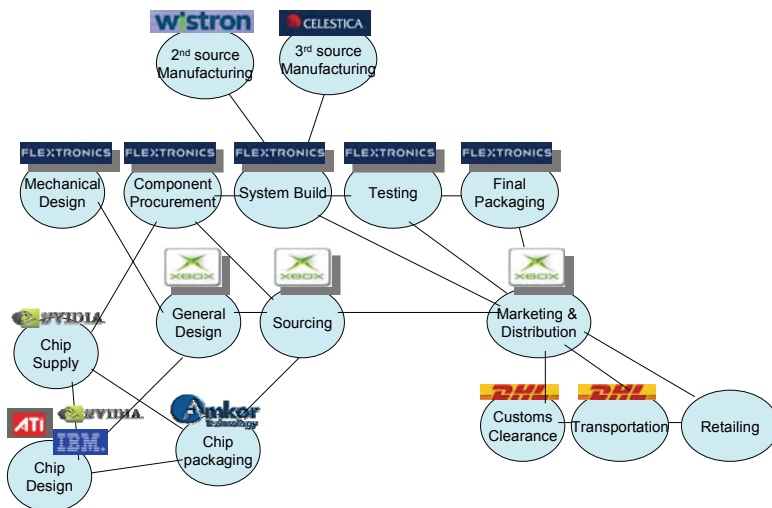 wistron
CELESTICA
2nd source
Manufacturing
3rd source
Manufacturing
FLEXTRONICS
FLEXTRONICS
FLEXTRONICS
FLEXTRONICS
FLEXTRONICS
Mechanical
Design
Component
Procurement
System Build
Testing
Final
Packaging
XBOX
XBOX
XBOX
General
Design
Sourcing
Marketing &
Distribution
NVIDIA
Chip
Supply
ATI
NVIDIA
IBM.
Chip
Design
Amkor
Technology
Chip
packaging
DHL
DHL
Customs
Clearance
Transportation
Retailing